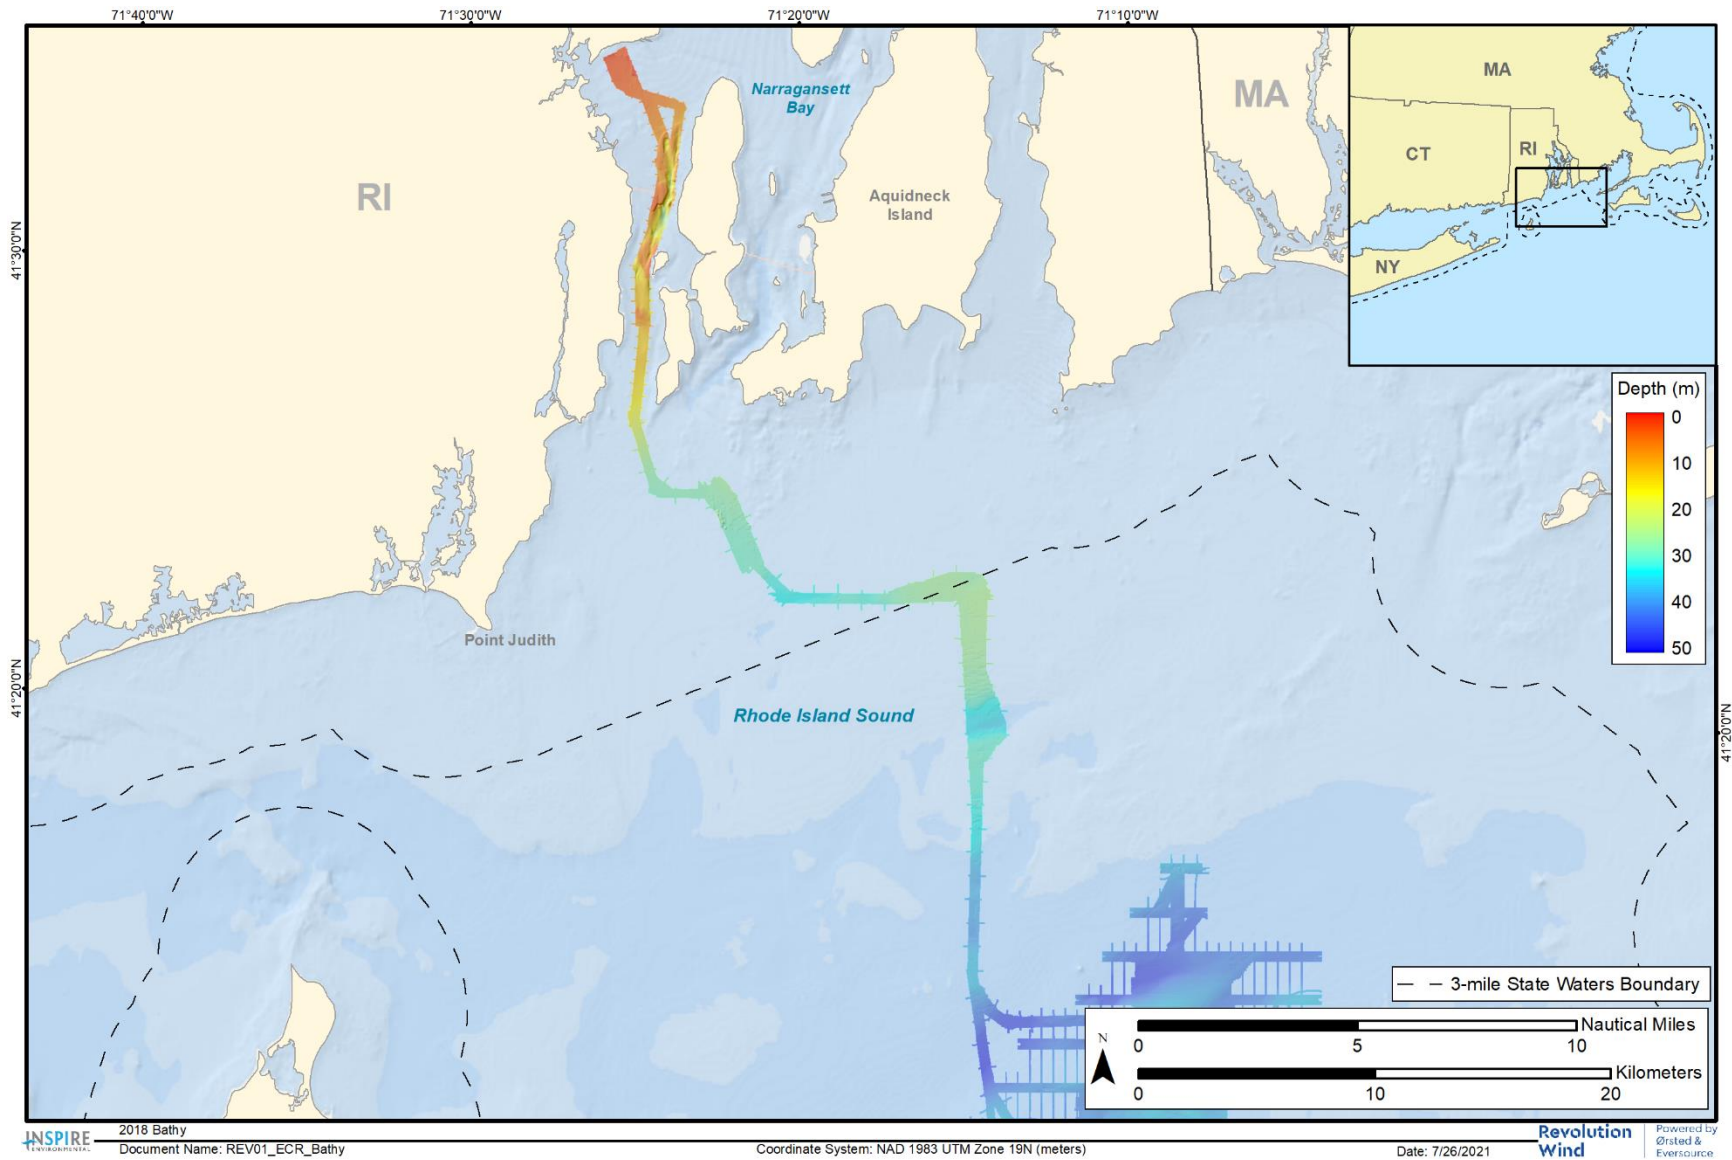 71°40'0"W
71°30'0"W
71°20'0"W
71°10'0"W
41°30'0"N
41°20'0"N
41°20'0"N
RI
MA
Narragansett
Bay
Aquidneck
Island
Point Judith
Rhode Island Sound
MA
CT
RI
NY
Depth (m)
0
10
20
30
40
50
3-mile State Waters Boundary
N
Nautical Miles
0 5 10
Kilometers
0 10 20
INSPIRE
ENVIRONMENTAL
2018 Bathy
Document Name: REV01_ECR_Bathy
Coordinate System: NAD 1983 UTM Zone 19N (meters)
Date: 7/26/2021
Revolution
Wind
Powered by
Ørsted &
Eversource